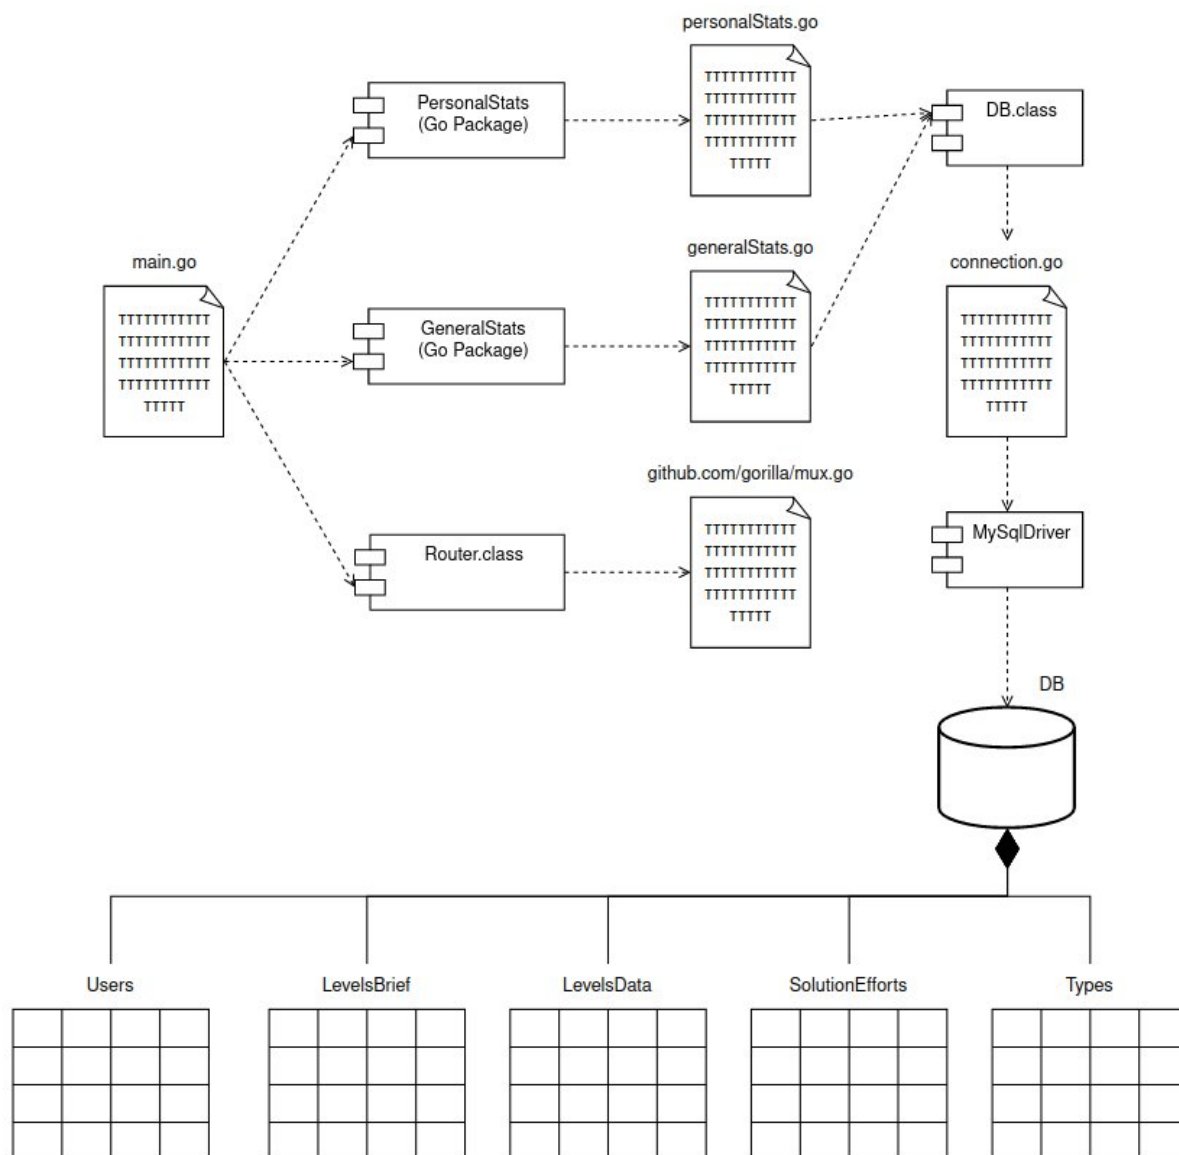 personalStats.go
TTTTTTTTTTT
TTTTTTTTTTT
TTTTTTTTTTT
TTTTTTTTTTT
TTTTT
PersonalStats
(Go Package)
DB.class
main.go
TTTTTTTTTTT
TTTTTTTTTTT
TTTTTTTTTTT
TTTTTTTTTTT
TTTTT
GeneralStats
(Go Package)
generalStats.go
TTTTTTTTTTT
TTTTTTTTTTT
TTTTTTTTTTT
TTTTTTTTTTT
TTTTT
connection.go
TTTTTTTTTTT
TTTTTTTTTTT
TTTTTTTTTTT
TTTTTTTTTTT
TTTTT
Router.class
github.com/gorilla/mux.go
TTTTTTTTTTT
TTTTTTTTTTT
TTTTTTTTTTT
TTTTTTTTTTT
TTTTT
MySqlDriver
DB
Users
LevelsBrief
LevelsData
SolutionEfforts
Types